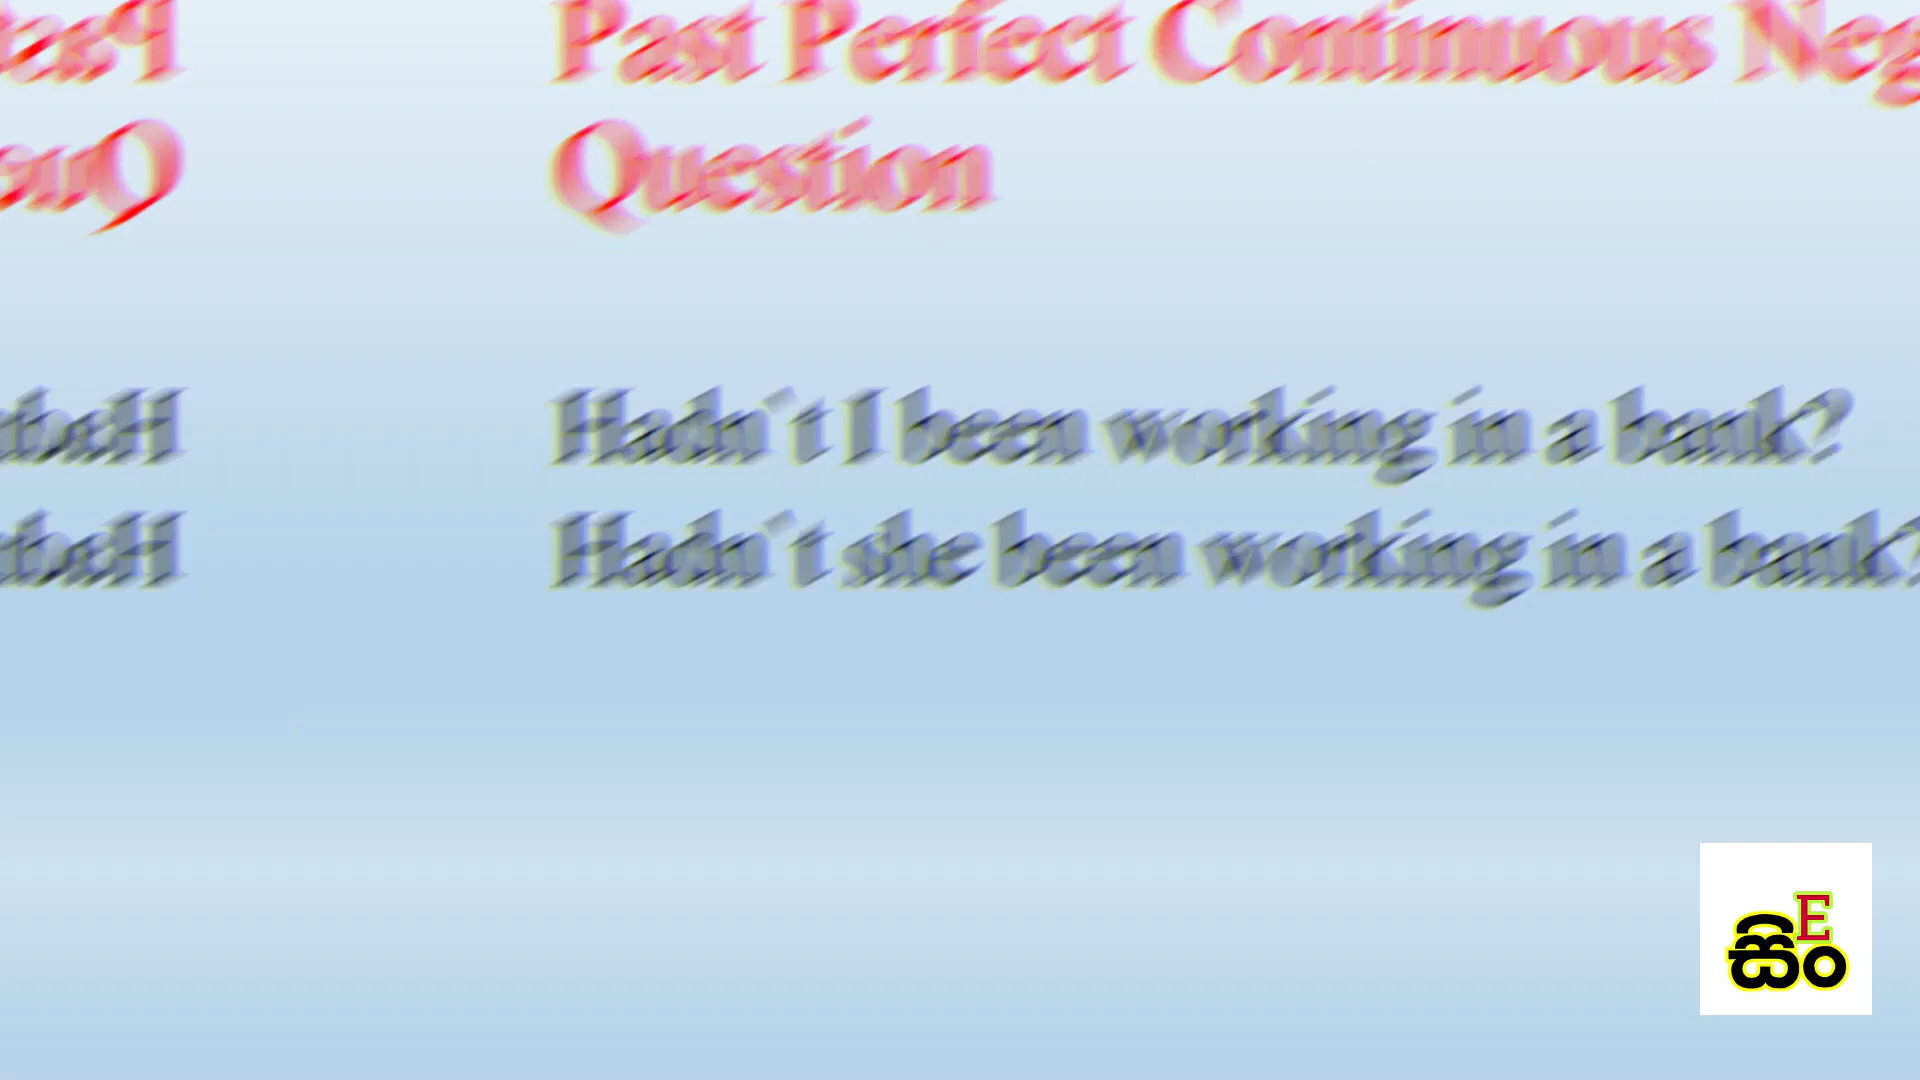 Past Perfect Continuous Neg
Question
Hadn`t I been working in a bank?
Hadn`t she been working in a bank?
E
සිං